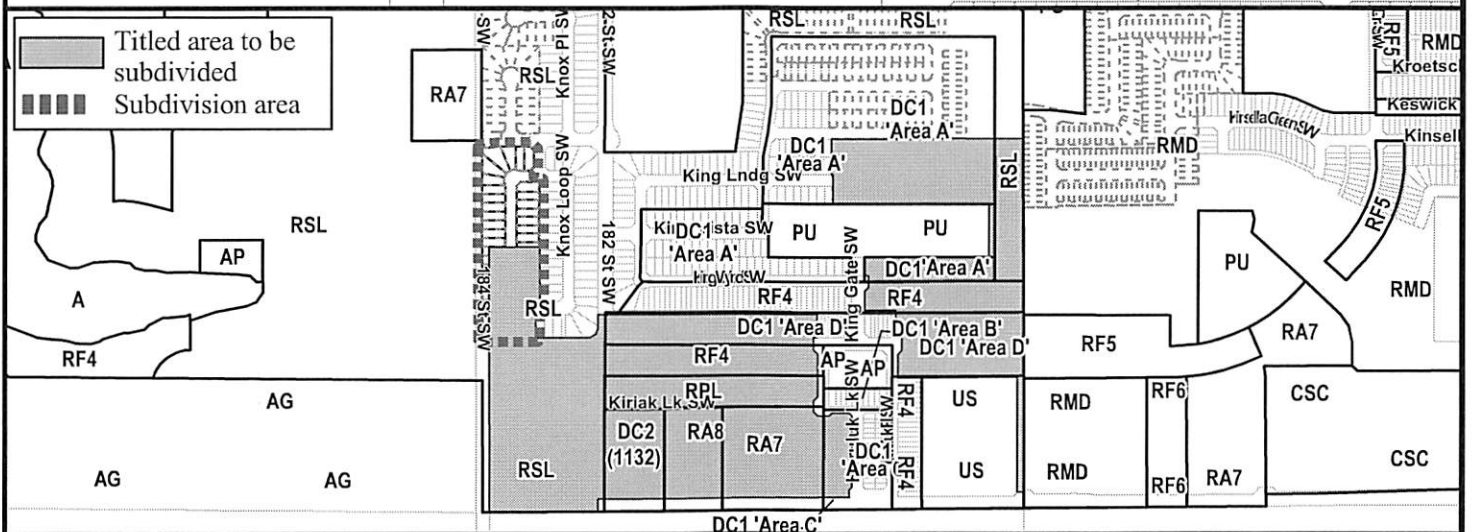 Titled area to be
subdivided
Subdivision area
RA7
RSL
Knox Pl SW
RSL
RSL
DC1
'Area A'
RF5
RMD
Keswick
RMD
DC1
'Area A'
RSL
King Lndg SW
Knox Loop SW
182 St SW
DC1
'Area A'
PU
PU
King Gate SW
DC1 'Area A'
RSL
AP
A
RF4
184 St SW
RSL
RF4
RF4
DC1 'Area D'
DC1 'Area B'
DC1 'Area D'
RF4
AP
AP
RPL
Kiriak Lk SW
RF5
PU
RA7
RF5
RMD
AG
AG
AG
RSL
DC2
(1132)
RA8
RA7
DC1
RF4
RF4
US
US
RMD
RMD
RF6
RF6
RA7
CSC
CSC
DC1 'Area C'